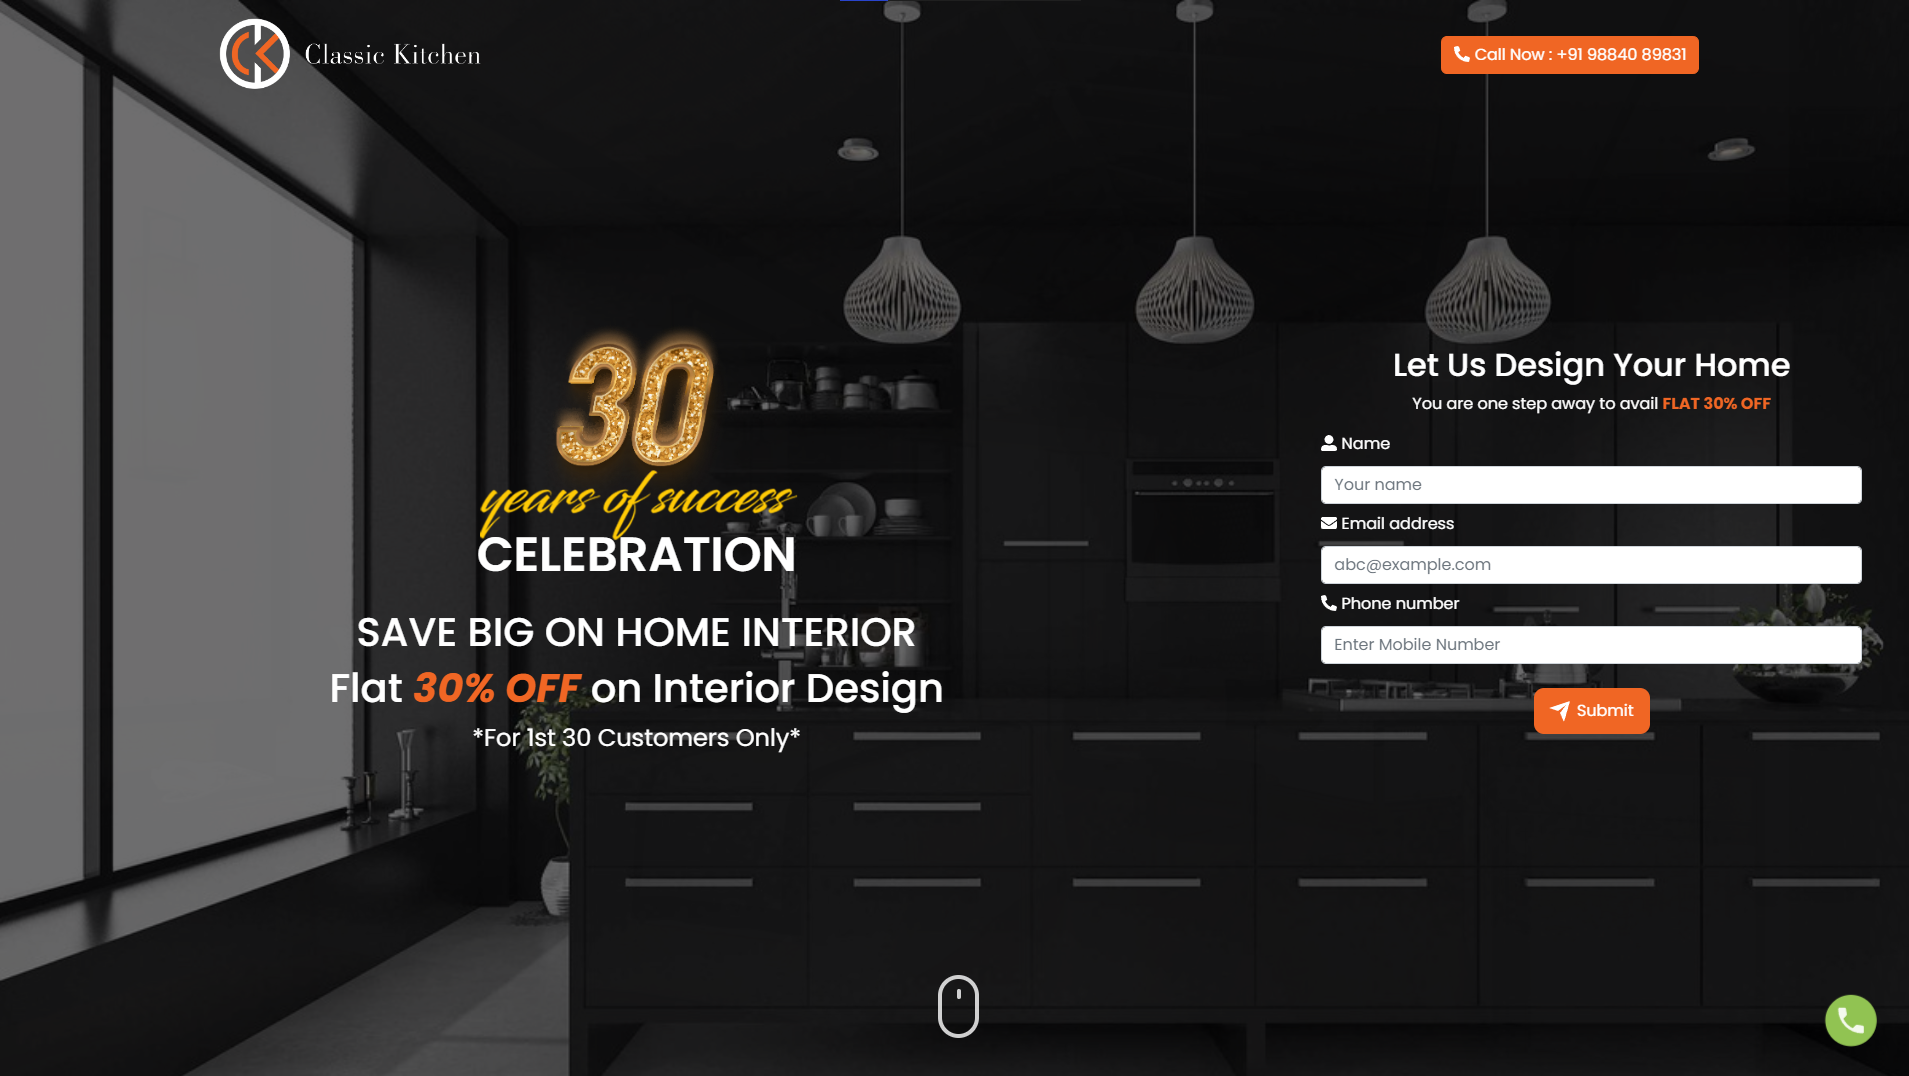 Classic Kitchen
Call Now : +91 98840 89831
30
years of success
CELEBRATION
SAVE BIG ON HOME INTERIOR
Flat 30% OFF on Interior Design
*For 1st 30 Customers Only*
Let Us Design Your Home
You are one step away to avail FLAT 30% OFF
Name
Your name
Email address
abc@example.com
Phone number
Enter Mobile Number
Submit